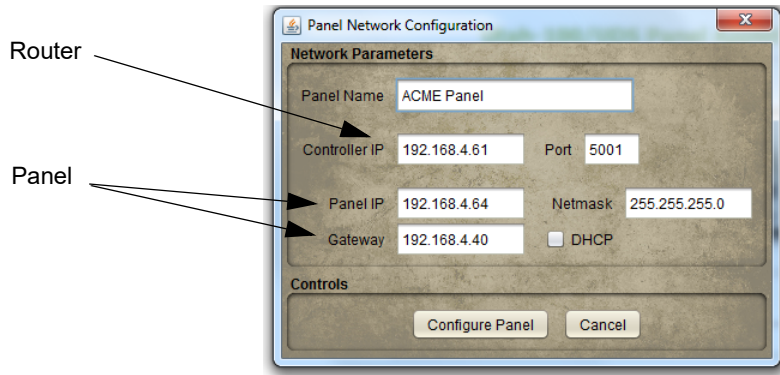 Panel Network Configuration
Network Parameters
Router
Panel Name ACME Panel
Controller IP 192.168.4.61 Port 5001
Panel
Panel IP 192.168.4.64 Netmask 255.255.255.0
Gateway 192.168.4.40 DHCP
Controls
Configure Panel Cancel